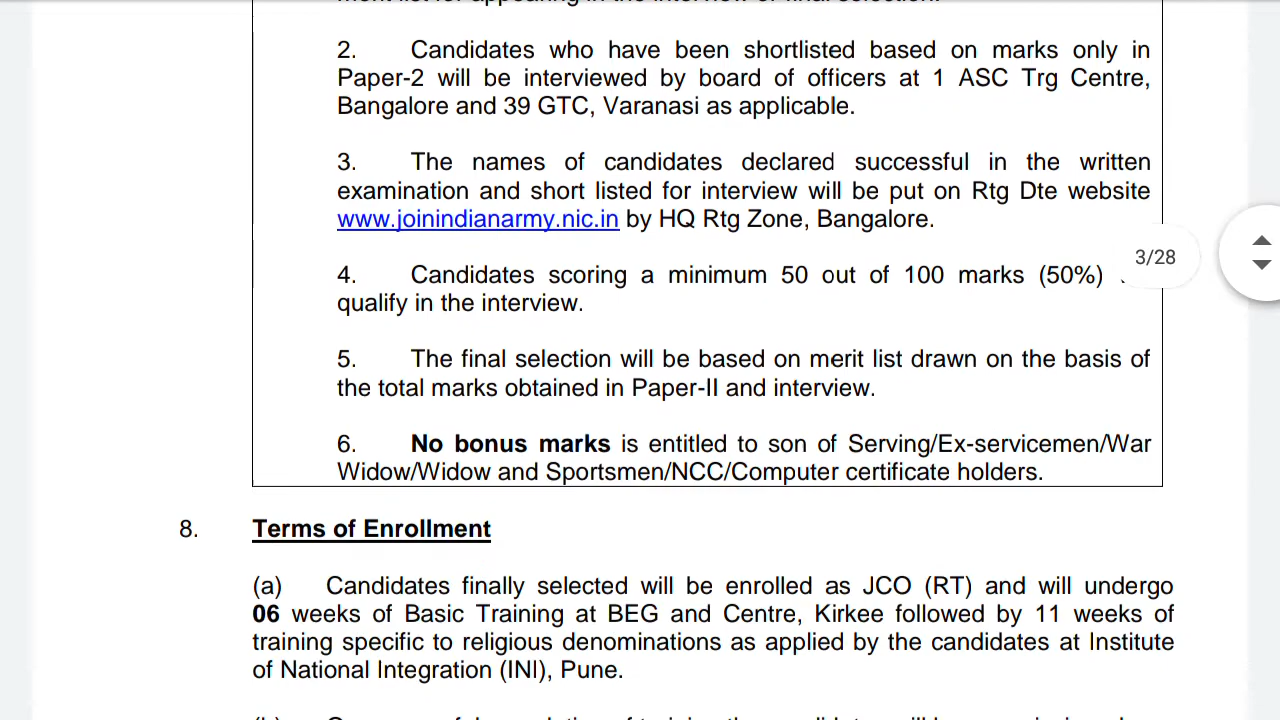 2. Candidates who have been shortlisted based on marks only in
Paper-2 will be interviewed by board of officers at 1 ASC Trg Centre,
Bangalore and 39 GTC, Varanasi as applicable.
3. The names of candidates declared successful in the written
examination and short listed for interview will be put on Rtg Dte website
www.joinindianarmy.nic.in by HQ Rtg Zone, Bangalore.
3/28
4. Candidates scoring a minimum 50 out of 100 marks (50%)
qualify in the interview.
5. The final selection will be based on merit list drawn on the basis of
the total marks obtained in Paper-II and interview.
6. No bonus marks is entitled to son of Serving/Ex-servicemen/War
Widow/Widow and Sportsmen/NCC/Computer certificate holders.
8. Terms of Enrollment
(a) Candidates finally selected will be enrolled as JCO (RT) and will undergo
06 weeks of Basic Training at BEG and Centre, Kirkee followed by 11 weeks of
training specific to religious denominations as applied by the candidates at Institute
of National Integration (INI), Pune.